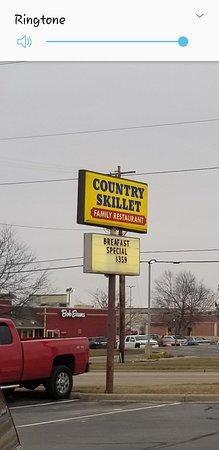 Ringtone
COUNTRY
SKILLET
FAMILY RESTAURANT
BREAKFAST
SPECIAL
$359
Bob Evans